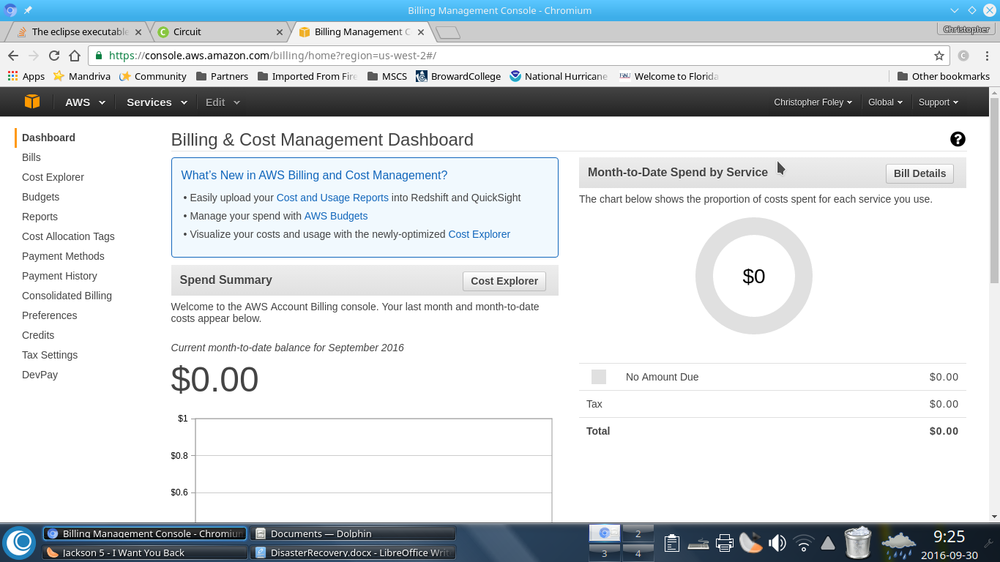 Billing Management Console - Chromium
The eclipse executable
Circuit
Billing Management C
Christopher
https://console.aws.amazon.com/billing/home?region=us-west-2#/
Apps
Mandriva
Community
Partners
Imported From Fire
MSCS
BrowardCollege
National Hurricane
Welcome to Florida
Other bookmarks
AWS
Services
Edit
Christopher Foley
Global
Support
Dashboard
Bills
Cost Explorer
Budgets
Reports
Cost Allocation Tags
Payment Methods
Payment History
Consolidated Billing
Preferences
Credits
Tax Settings
DevPay
Billing & Cost Management Dashboard
?
What's New in AWS Billing and Cost Management?
• Easily upload your Cost and Usage Reports into Redshift and QuickSight
• Manage your spend with AWS Budgets
• Visualize your costs and usage with the newly-optimized Cost Explorer
Spend Summary
Cost Explorer
Welcome to the AWS Account Billing console. Your last month and month-to-date
costs appear below.
Current month-to-date balance for September 2016
$0.00
$1
$0.8
$0.6
Month-to-Date Spend by Service
Bill Details
The chart below shows the proportion of costs spent for each service you use.
$0
No Amount Due $0.00
Tax $0.00
Total $0.00
Billing Management Console - Chromium
Documents — Dolphin
Jackson 5 - I Want You Back
DisasterRecovery.docx - LibreOffice Writ
2
3
4
9:25
2016-09-30